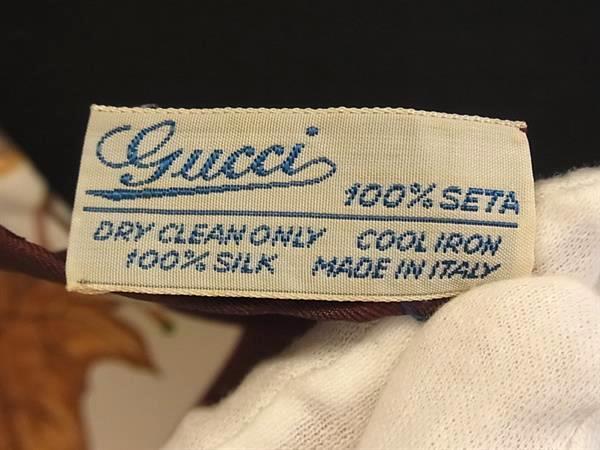 Gucci
100% SETA
DRY CLEAN ONLY COOL IRON
100% SILK MADE IN ITALY